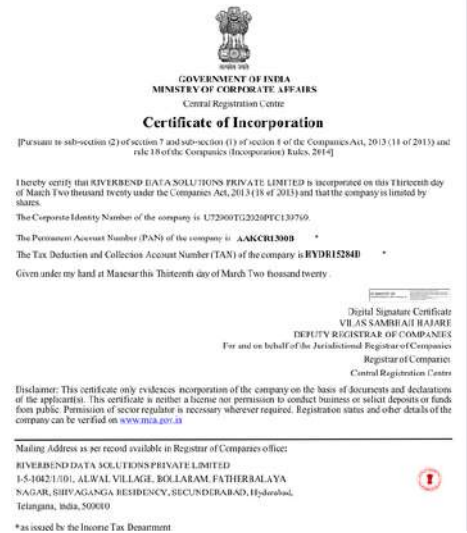 GOVERNMENT OF INDIA
MINISTRY OF CORPORATE AFFAIRS
Central Registration Centre
Certificate of Incorporation
[Pursuant to sub-section (2) of section 7 and sub-section (1) of section 8 of the Companies Act, 2013 (18 of 2013) and
rule 18 of the Companies (Incorporation) Rules, 2014]
I hereby certify that RIVERBEND DATA SOLUTIONS PRIVATE LIMITED is incorporated on this Thirteenth day
of March Two thousand twenty under the Companies Act, 2013 (18 of 2013) and that the company is limited by
shares.
The Corporate Identity Number of the company is U72900TG2020PTC139760.
The Permanent Account Number (PAN) of the company is AAKCR1300B *
The Tax Deduction and Collection Account Number (TAN) of the company is HYDR15284D *
Given under my hand at Manesar this Thirteenth day of March Two thousand twenty .
Digital Signature Certificate
VILAS SAMBHAJI HAJARE
DEPUTY REGISTRAR OF COMPANIES
For and on behalf of the Jurisdictional Registrar of Companies
Registrar of Companies
Central Registration Centre
Disclaimer: This certificate only evidences incorporation of the company on the basis of documents and declarations
of the applicant(s). This certificate is neither a license nor permission to conduct business or solicit deposits or funds
from public. Permission of sector regulator is necessary wherever required. Registration status and other details of the
company can be verified on www.mca.gov.in
Mailing Address as per record available in Registrar of Companies office:
RIVERBEND DATA SOLUTIONS PRIVATE LIMITED
1-5-1042/1/101, ALWAL VILLAGE, BOLLARAM, FATHERBALAYA
NAGAR, SHIVAGANGA RESIDENCY, SECUNDERABAD, Hyderabad,
Telangana, India, 500010
* as issued by the Income Tax Department